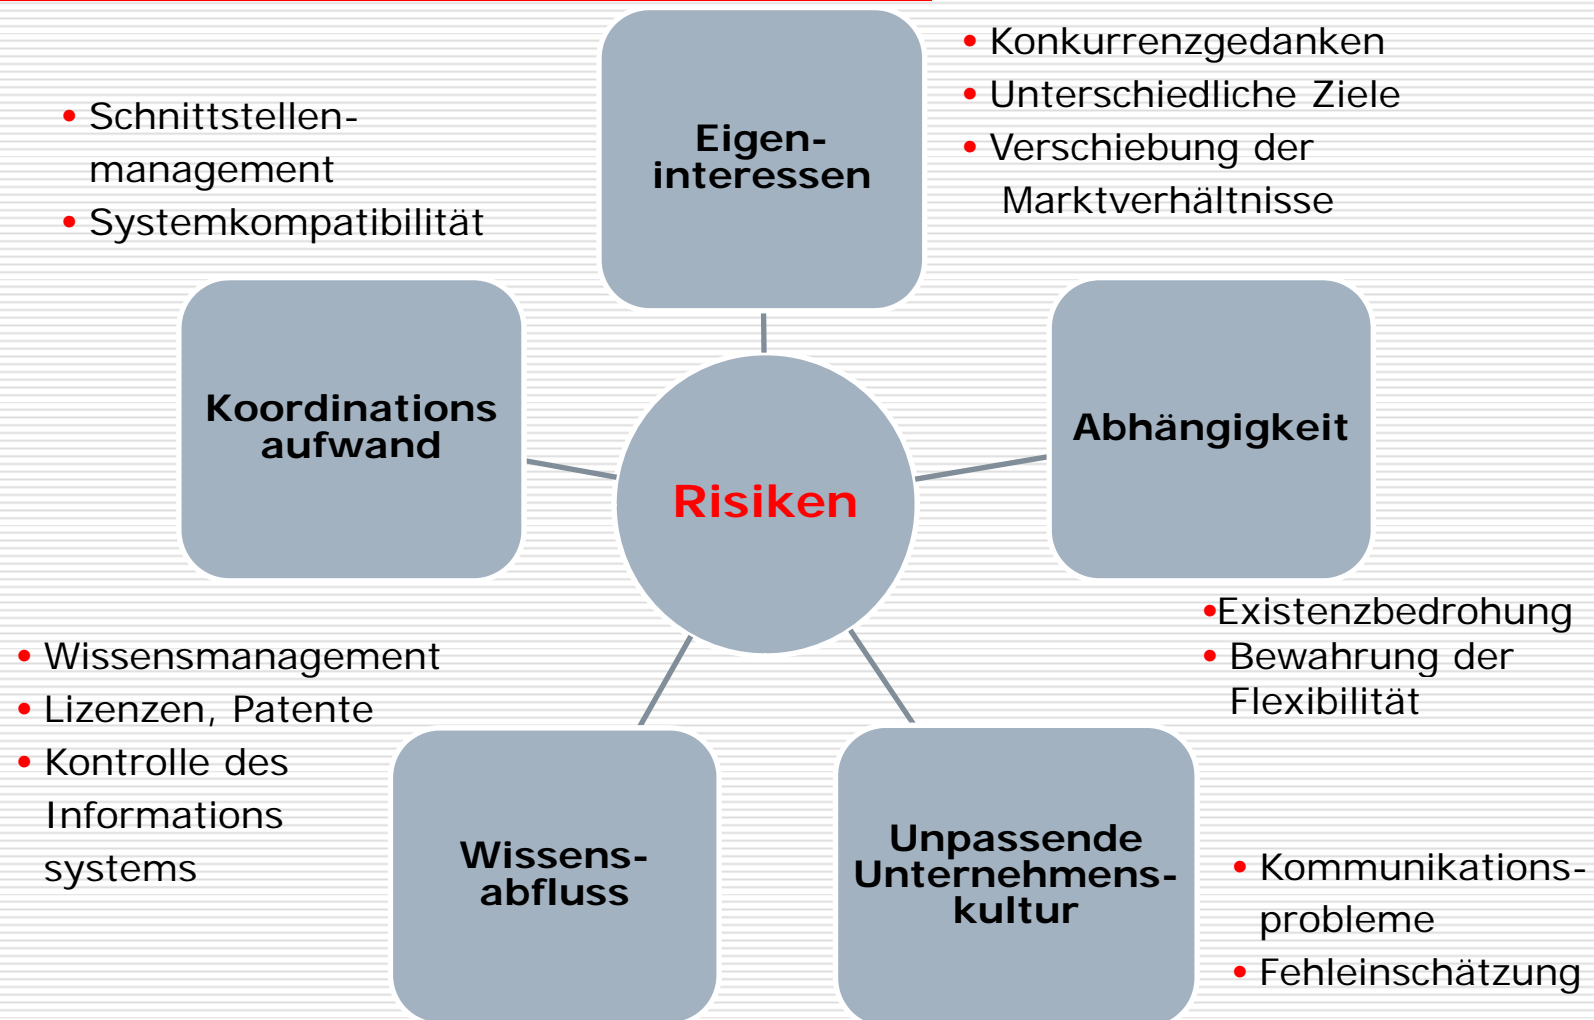 Eigen-
interessen
• Konkurrenzgedanken
• Unterschiedliche Ziele
• Verschiebung der
Marktverhältnisse
• Schnittstellen-
management
• Systemkompatibilität
Koordinations
aufwand
Risiken
Abhängigkeit
•Existenzbedrohung
• Bewahrung der
Flexibilität
• Wissensmanagement
• Lizenzen, Patente
• Kontrolle des
Informations
systems
Wissens-
abfluss
Unpassende
Unternehmens-
kultur
• Kommunikations-
probleme
• Fehleinschätzung